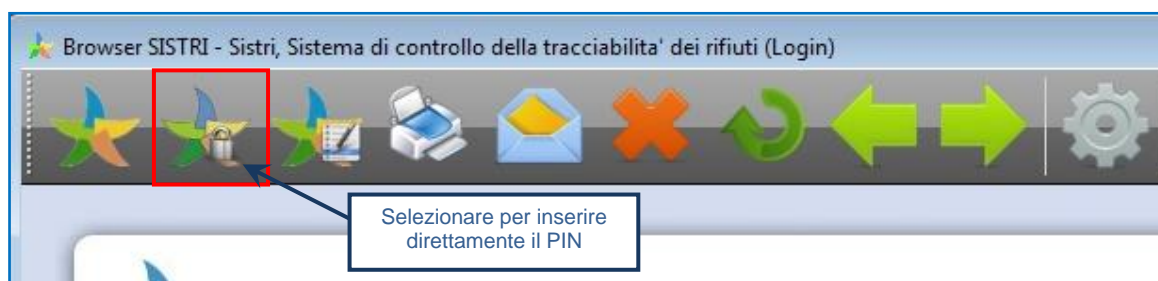 Browser SISTRI - Sistri, Sistema di controllo della tracciabilita' dei rifiuti (Login)
Selezionare per inserire
direttamente il PIN